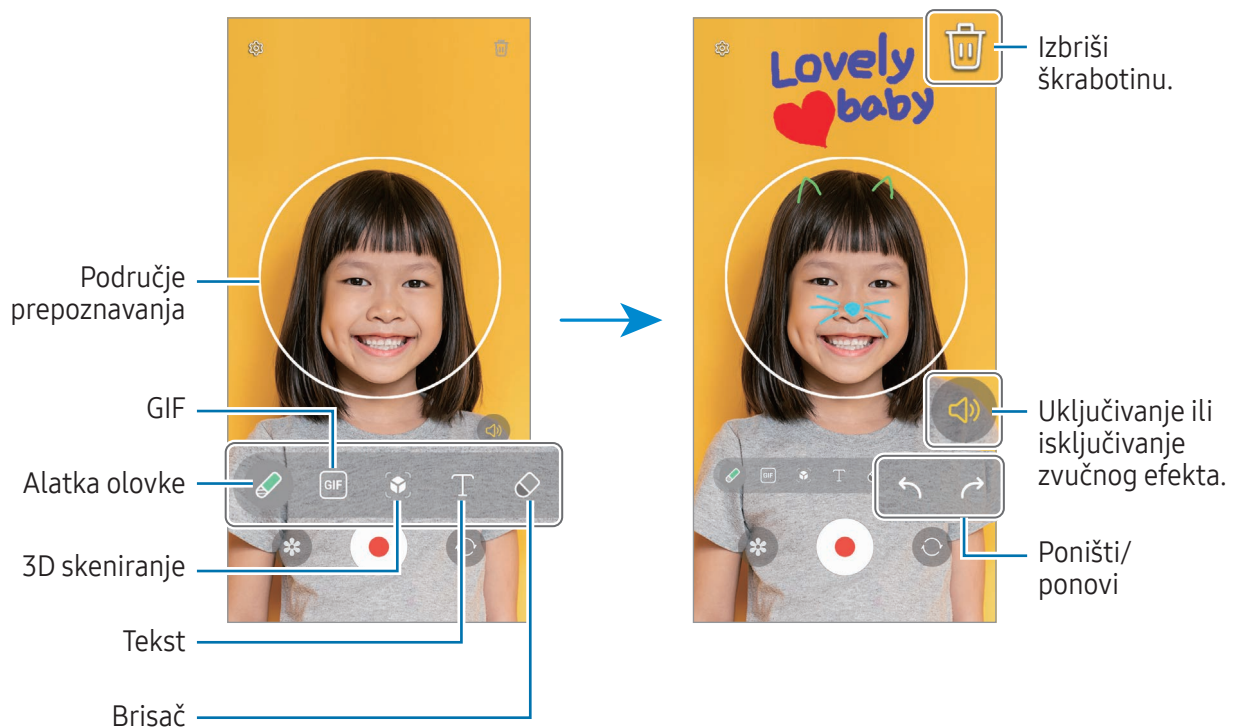 Izbriši
škrabotinu.
Lovely
baby
Područje
prepoznavanja
GIF
GIF
GIF
Alatka olovke
3D skeniranje
Tekst
Brisač
Uključivanje ili
isključivanje
zvučnog efekta.
Poništi/
ponovi